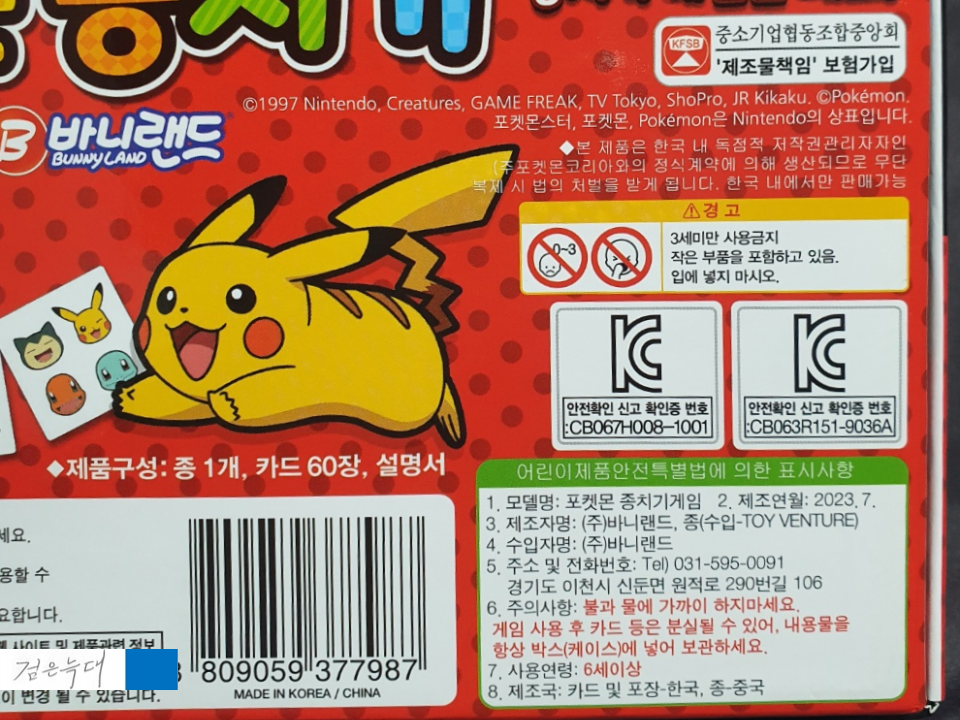 종치기
KFSB
중소기업협동조합중앙회
'제조물책임' 보험가입
©1997 Nintendo, Creatures, GAME FREAK, TV Tokyo, ShoPro, JR Kikaku. ©Pokémon.
포켓몬스터, 포켓몬, Pokémon은 Nintendo의 상표입니다.
B 바니랜드
BUNNYLAND
◆본 제품은 한국 내 독점적 저작권관리자자인
(주포켓몬코리아와의 정식계약에 의해 생산되므로 무단
복제 시 법의 처벌을 받게 됩니다. 한국 내에서만 판매가능
⚠경 고
0~3
3세미만 사용금지
작은 부품을 포함하고 있음.
입에 넣지 마시오.
안전확인 신고 확인증 번호
:CB067H008-1001
안전확인 신고 확인증 번호
:CB063R151-9036A
◆제품구성: 종 1개, 카드 60장, 설명서
어린이제품안전특별법에 의한 표시사항
1. 모델명: 포켓몬 종치기게임 2. 제조연월: 2023.7.
3. 제조자명: (주)바니랜드, 종(수입-TOY VENTURE)
4. 수입자명: (주)바니랜드
5. 주소 및 전화번호: Tel) 031-595-0091
경기도 이천시 신둔면 원적로 290번길 106
6. 주의사항: 불과 물에 가까이 하지마세요.
게임 사용 후 카드 등은 분실될 수 있어, 내용물을
항상 박스(케이스)에 넣어 보관하세요.
7. 사용연령: 6세이상
8. 제조국: 카드 및 포장-한국, 종-중국
세요.
용할 수
요합니다.
사이트 및 제품관련 정보
이 변경 될 수 있습니다.
검은늑대
8 809059 377987
MADE IN KOREA / CHINA